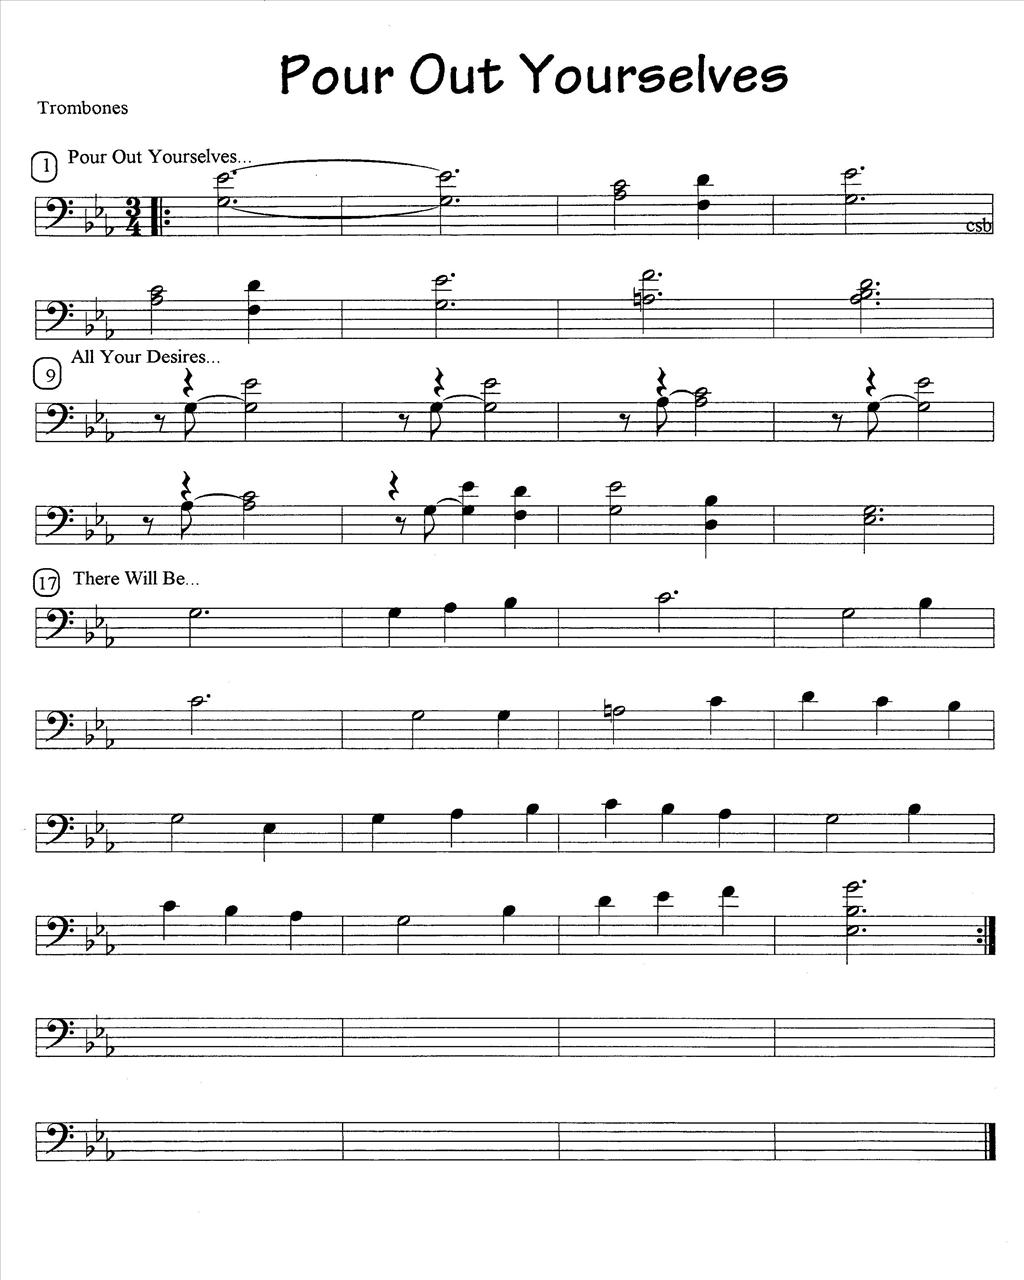 Pour Out Yourselves
Trombones
1 Pour Out Yourselves...
3
4
csb
9 All Your Desires...
17 There Will Be...